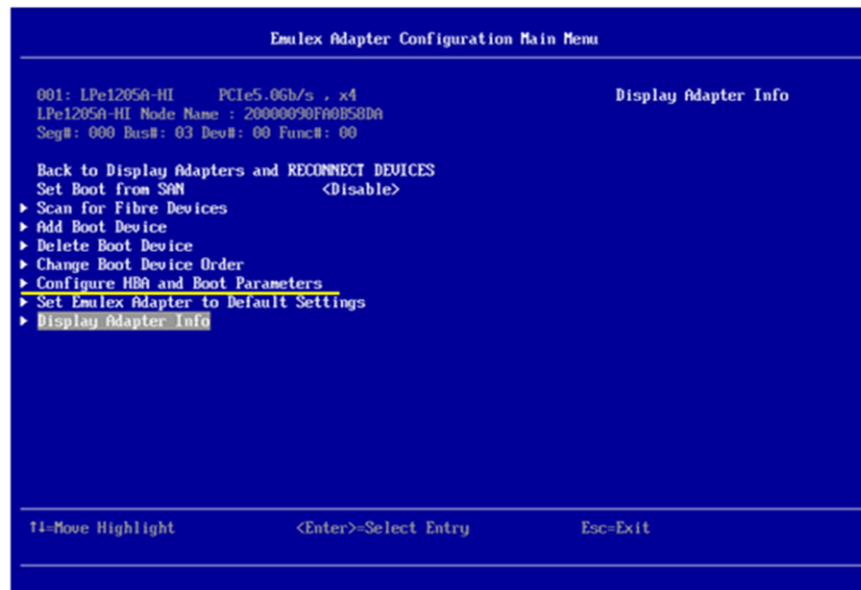 Emulex Adapter Configuration Main Menu
001: LPe1205A-HI PCIe5.0Gb/s , x4
Display Adapter Info
LPe1205A-HI Node Name : 20000090FA0B58DA
Seg#: 000 Bus#: 03 Dev#: 00 Func#: 00
Back to Display Adapters and RECONNECT DEVICES
Set Boot from SAN <Disable>
▶ Scan for Fibre Devices
▶ Add Boot Device
▶ Delete Boot Device
▶ Change Boot Device Order
▶ Configure HBA and Boot Parameters
▶ Set Emulex Adapter to Default Settings
▶ Display Adapter Info
↑↓=Move Highlight <Enter>=Select Entry Esc=Exit